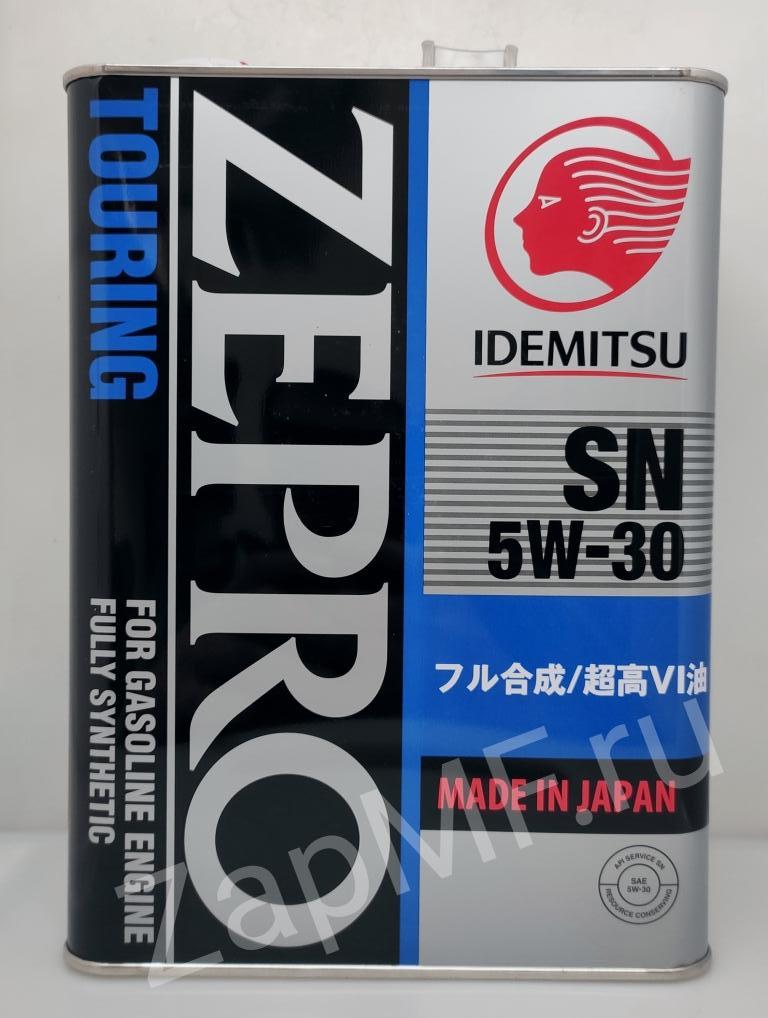 TOURING
ZEPRO
FOR GASOLINE ENGINE
FULLY SYNTHETIC
IDEMITSU
SN
5W-30
フル合成/超高VI油
MADE IN JAPAN
API SERVICE SN
SAE
5W-30
RESOURCE CONSERVING
ZapMF.ru